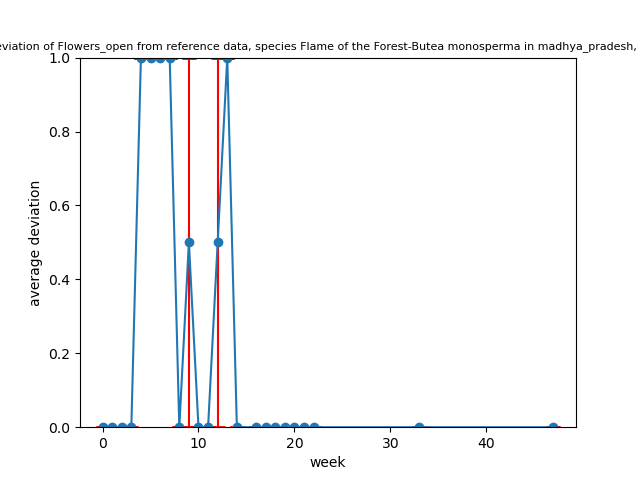 eviation of Flowers_open from reference data, species Flame of the Forest-Butea monosperma in madhya_pradesh,
1.0
0.8
0.6
0.4
0.2
0.0
average deviation
0 10 20 30 40
week